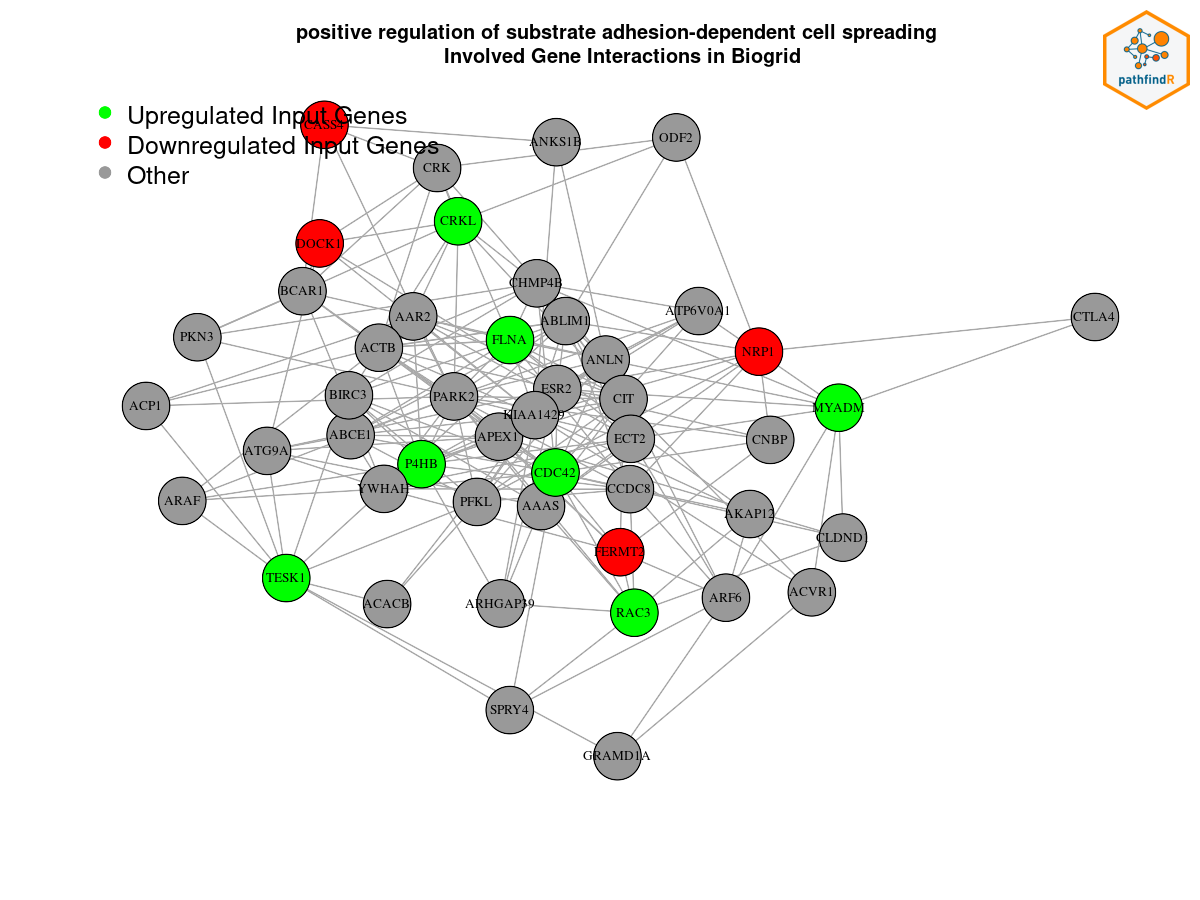 positive regulation of substrate adhesion-dependent cell spreading
Involved Gene Interactions in Biogrid
pathfindR
Upregulated Input Genes
Downregulated Input Genes
Other
CASS4
ANKS1B
ODF2
CRK
CRKL
DOCK1
BCAR1
CHMP4B
AAR2
ABLIM1
ATP6V0A1
CTLA4
PKN3
ACTB
FLNA
ANLN
NRP1
ACP1
BIRC3
PARK2
ESR2
CIT
MYADM
KIAA1429
ABCE1
APEX1
ECT2
CNBP
ATG9A
P4HB
CDC42
YWHAH
CCDC8
ARAF
PFKL
AAAS
AKAP12
CLDND1
FERMT2
TESK1
ACACB
ARHGAP39
RAC3
ARF6
ACVR1
SPRY4
GRAMD1A